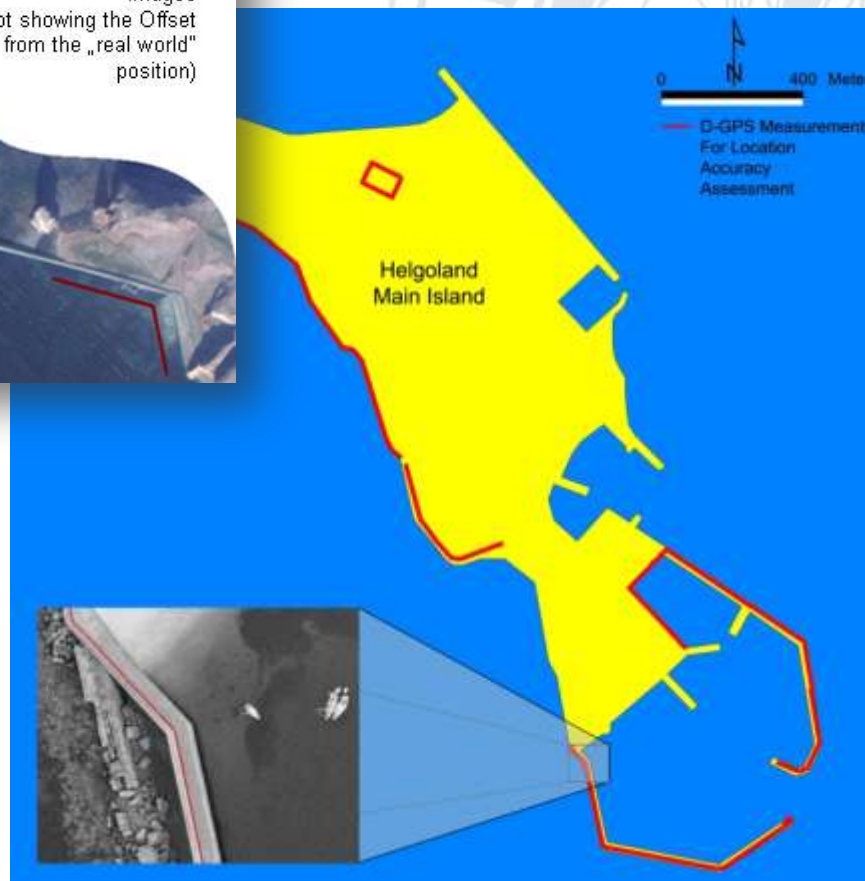 images
ot showing the Offset
from the „real world"
position)
0 400 Mete
N
D-GPS Measurement
For Location
Accuracy
Assessment
Helgoland
Main Island